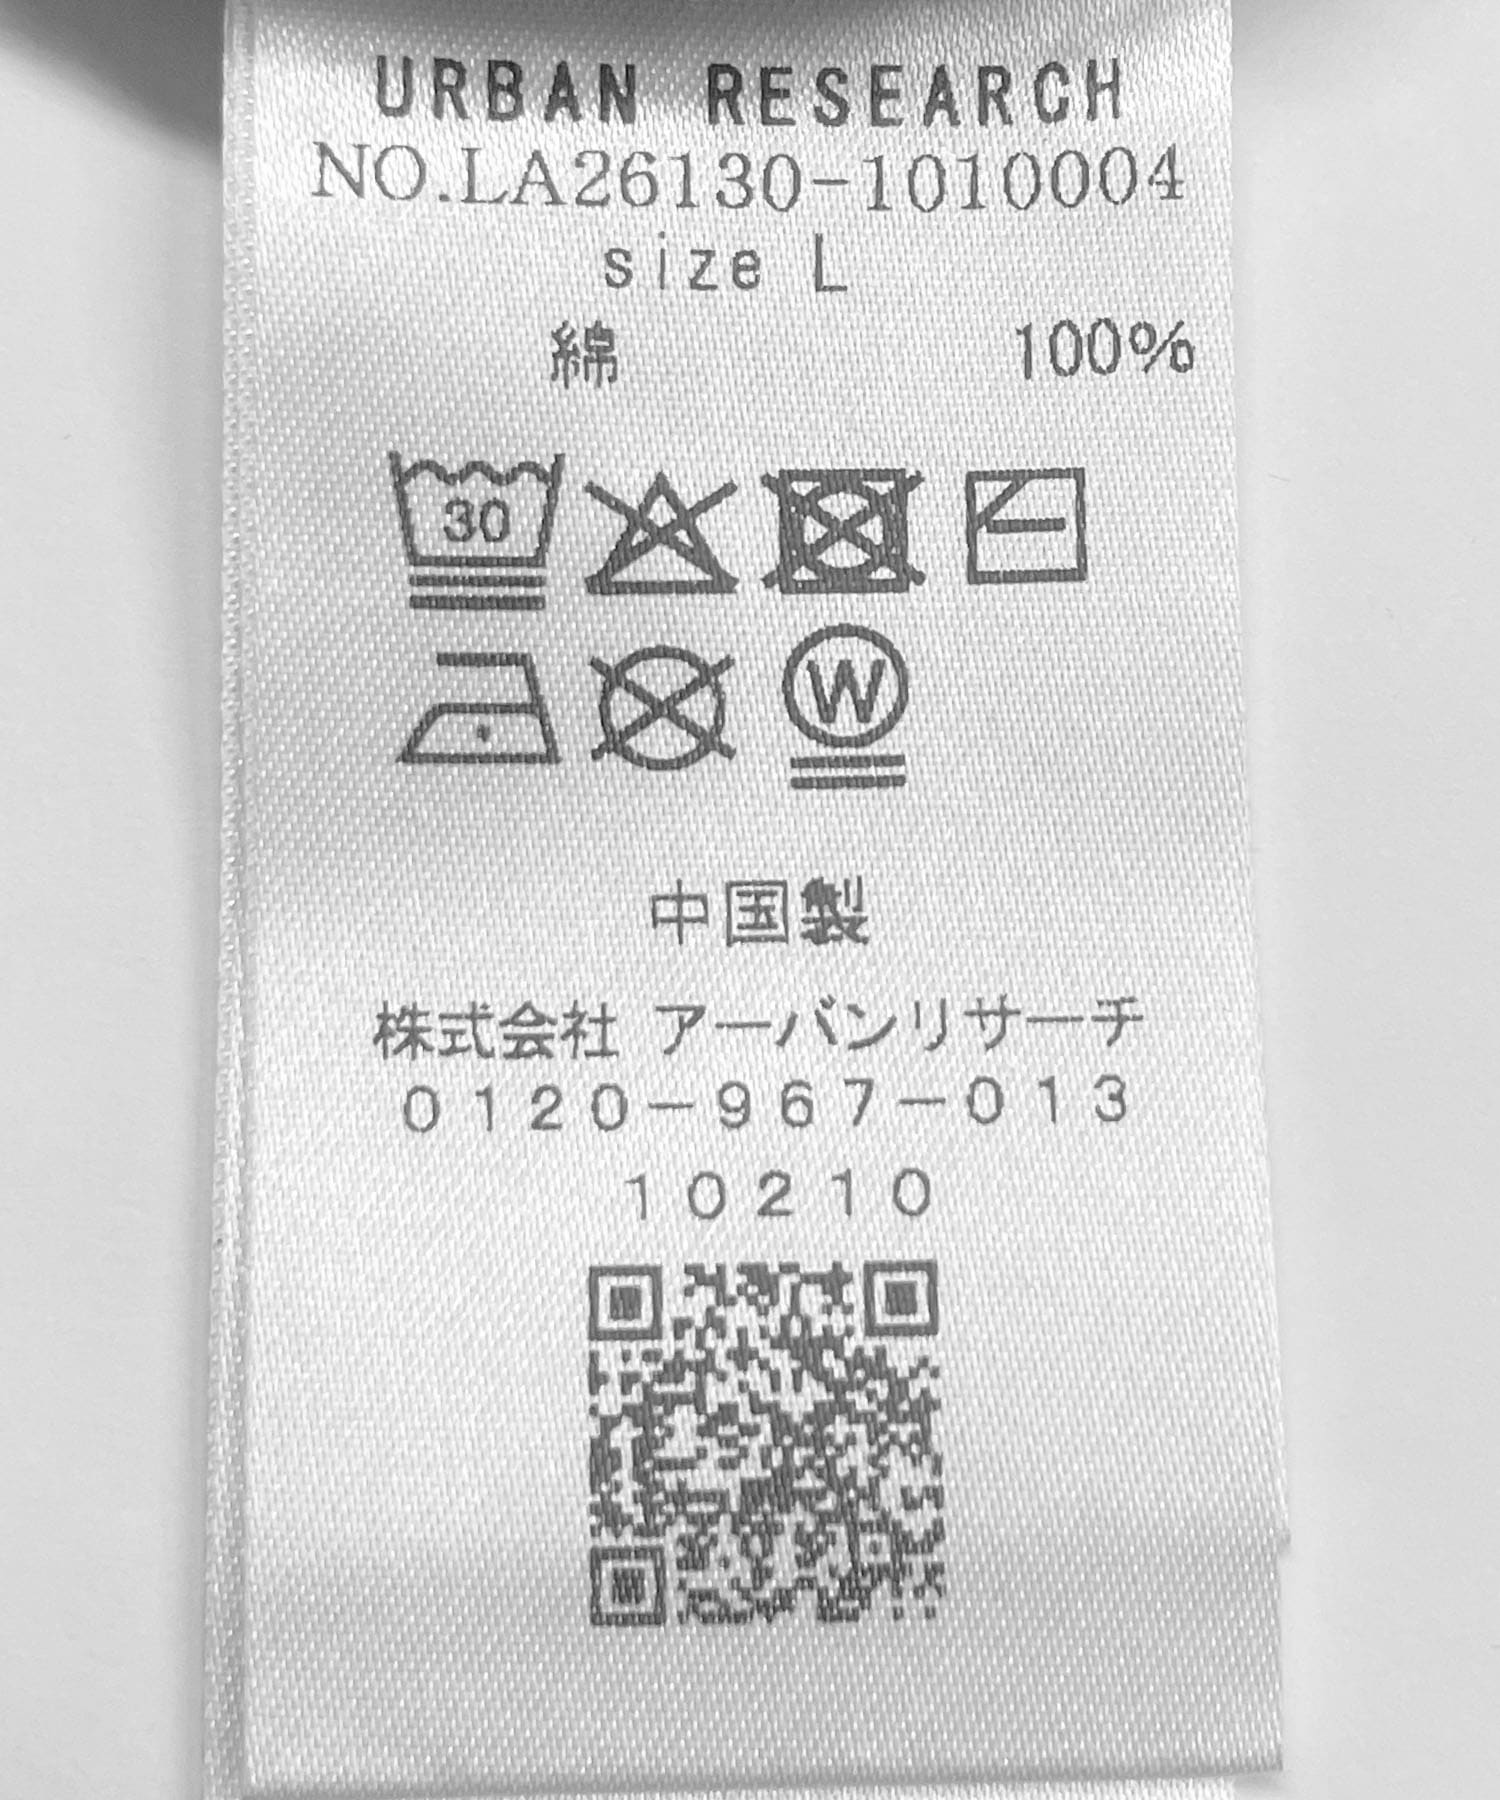 URBAN RESEARCH
NO.LA26130-1010004
size L
綿 100%
30
W
中国製
株式会社 アーバンリサーチ
0120-967-013
10210